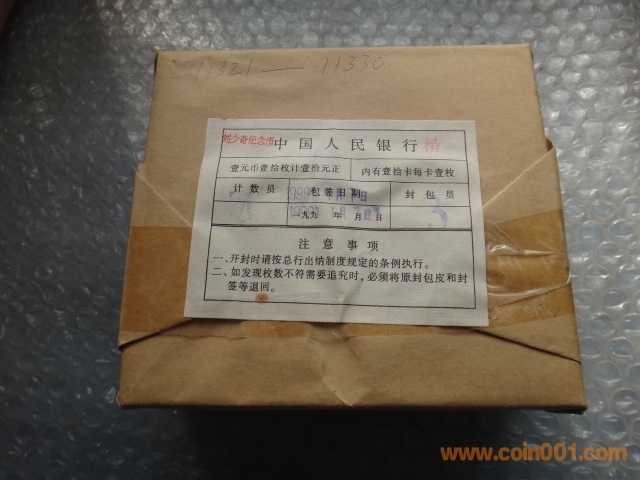 11321 — 11330
刘少奇纪念币 中国人民银行 精
壹元币壹拾枚计壹拾元正 内有壹拾卡每卡壹枚
计数员 包装日期 封包员
一九九 年 月 日
注意事项
一、开封时请按总行出纳制度规定的条例执行。
二、如发现枚数不符需要追究时,必须将原封包皮和封
签等退回。
www.coin001.com